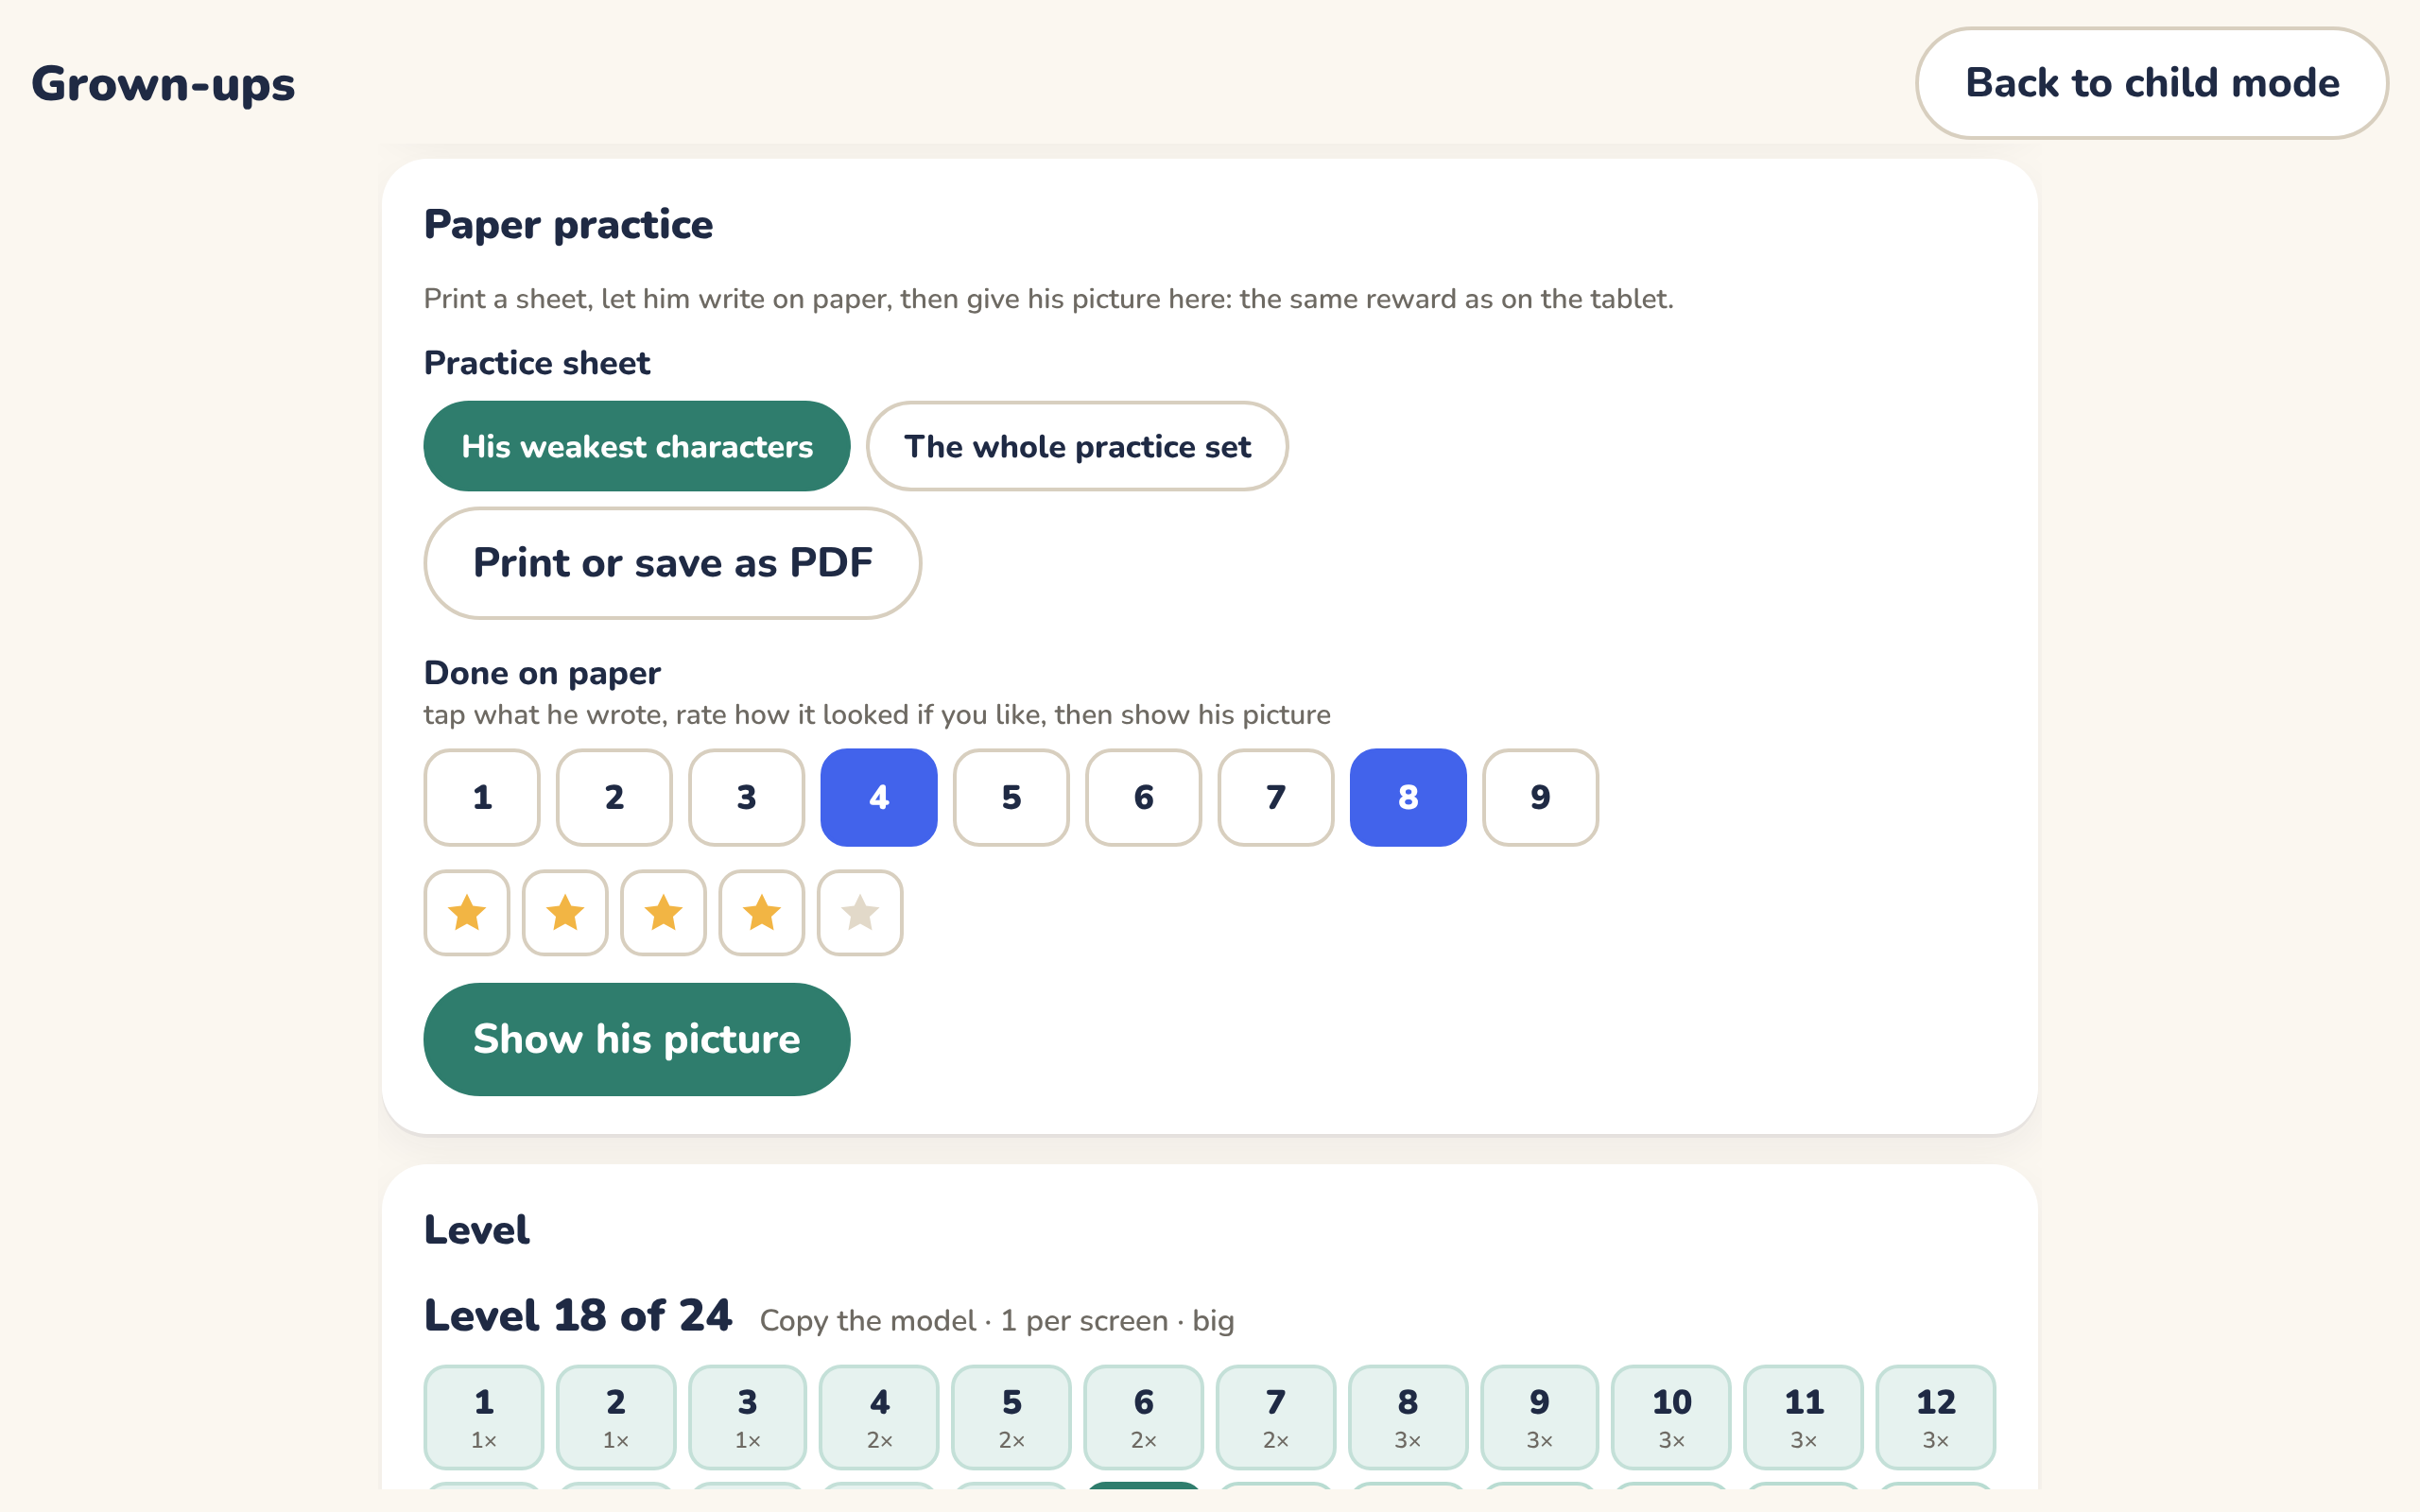 Grown-ups
Back to child mode
Paper practice
Print a sheet, let him write on paper, then give his picture here: the same reward as on the tablet.
Practice sheet
His weakest characters The whole practice set
Print or save as PDF
Done on paper
tap what he wrote, rate how it looked if you like, then show his picture
1 2 3 4 5 6 7 8 9
Show his picture
Level
Level 18 of 24 Copy the model · 1 per screen · big
1 2 3 4 5 6 7 8 9 10 11 12
1× 1× 1× 2× 2× 2× 2× 3× 3× 3× 3× 3×